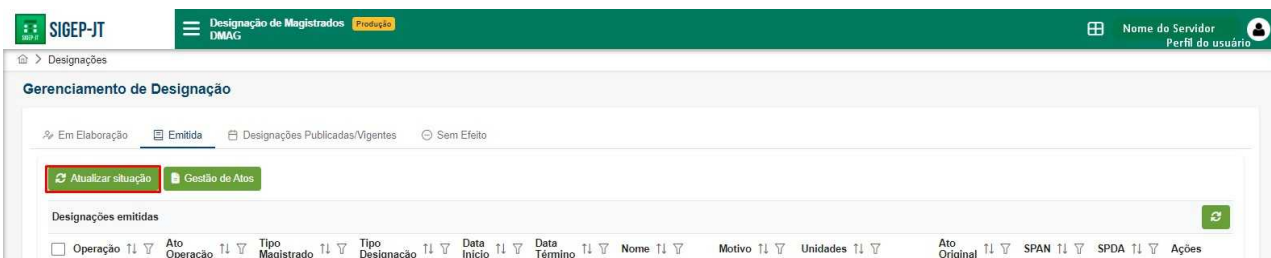 SIGEP-JT
Designação de Magistrados Produção
DMAG
Nome do Servidor
Perfil do usuário
> Designações
Gerenciamento de Designação
Em Elaboração Emitida Designações Publicadas/Vigentes Sem Efeito
Atualizar situação Gestão de Atos
Designações emitidas
Operação Ato Operação Tipo Magistrado Tipo Designação Data Início Data Término Nome Motivo Unidades Ato Original SPAN SPDA Ações